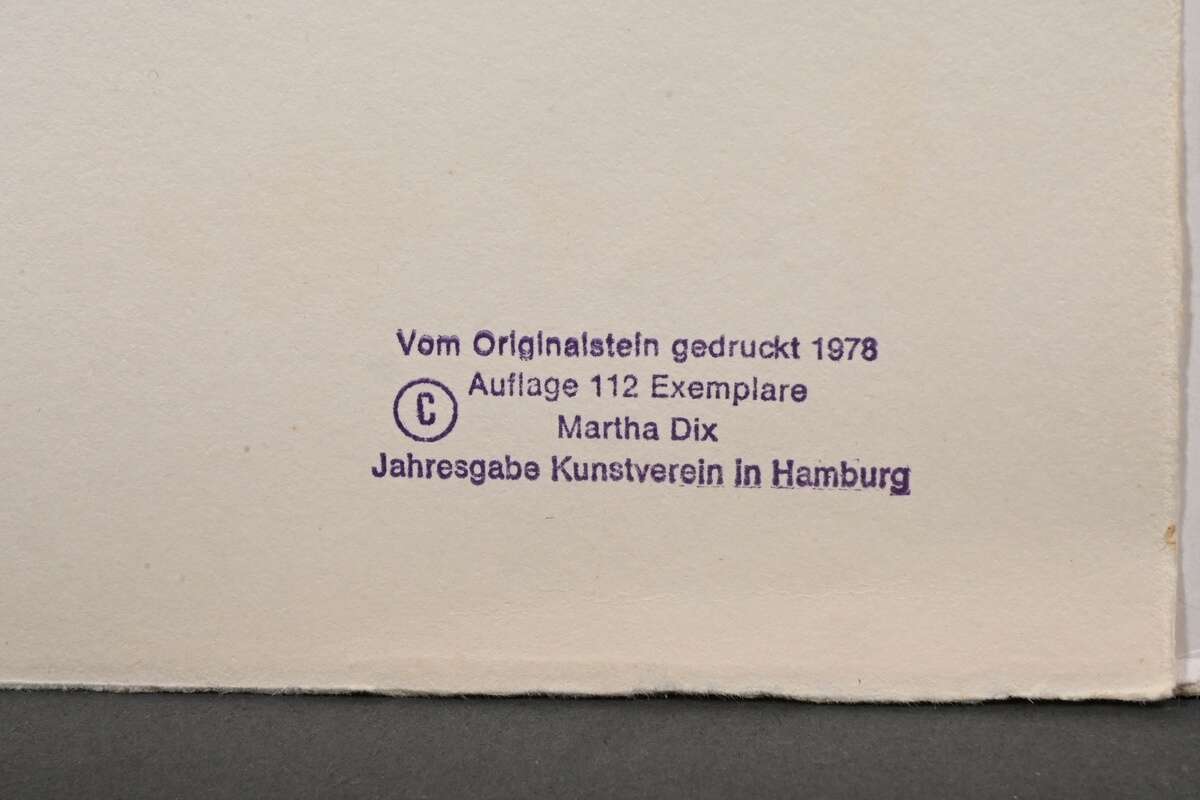 Vom Originalstein gedruckt 1978
© Auflage 112 Exemplare
Martha Dix
Jahresgabe Kunstverein in Hamburg